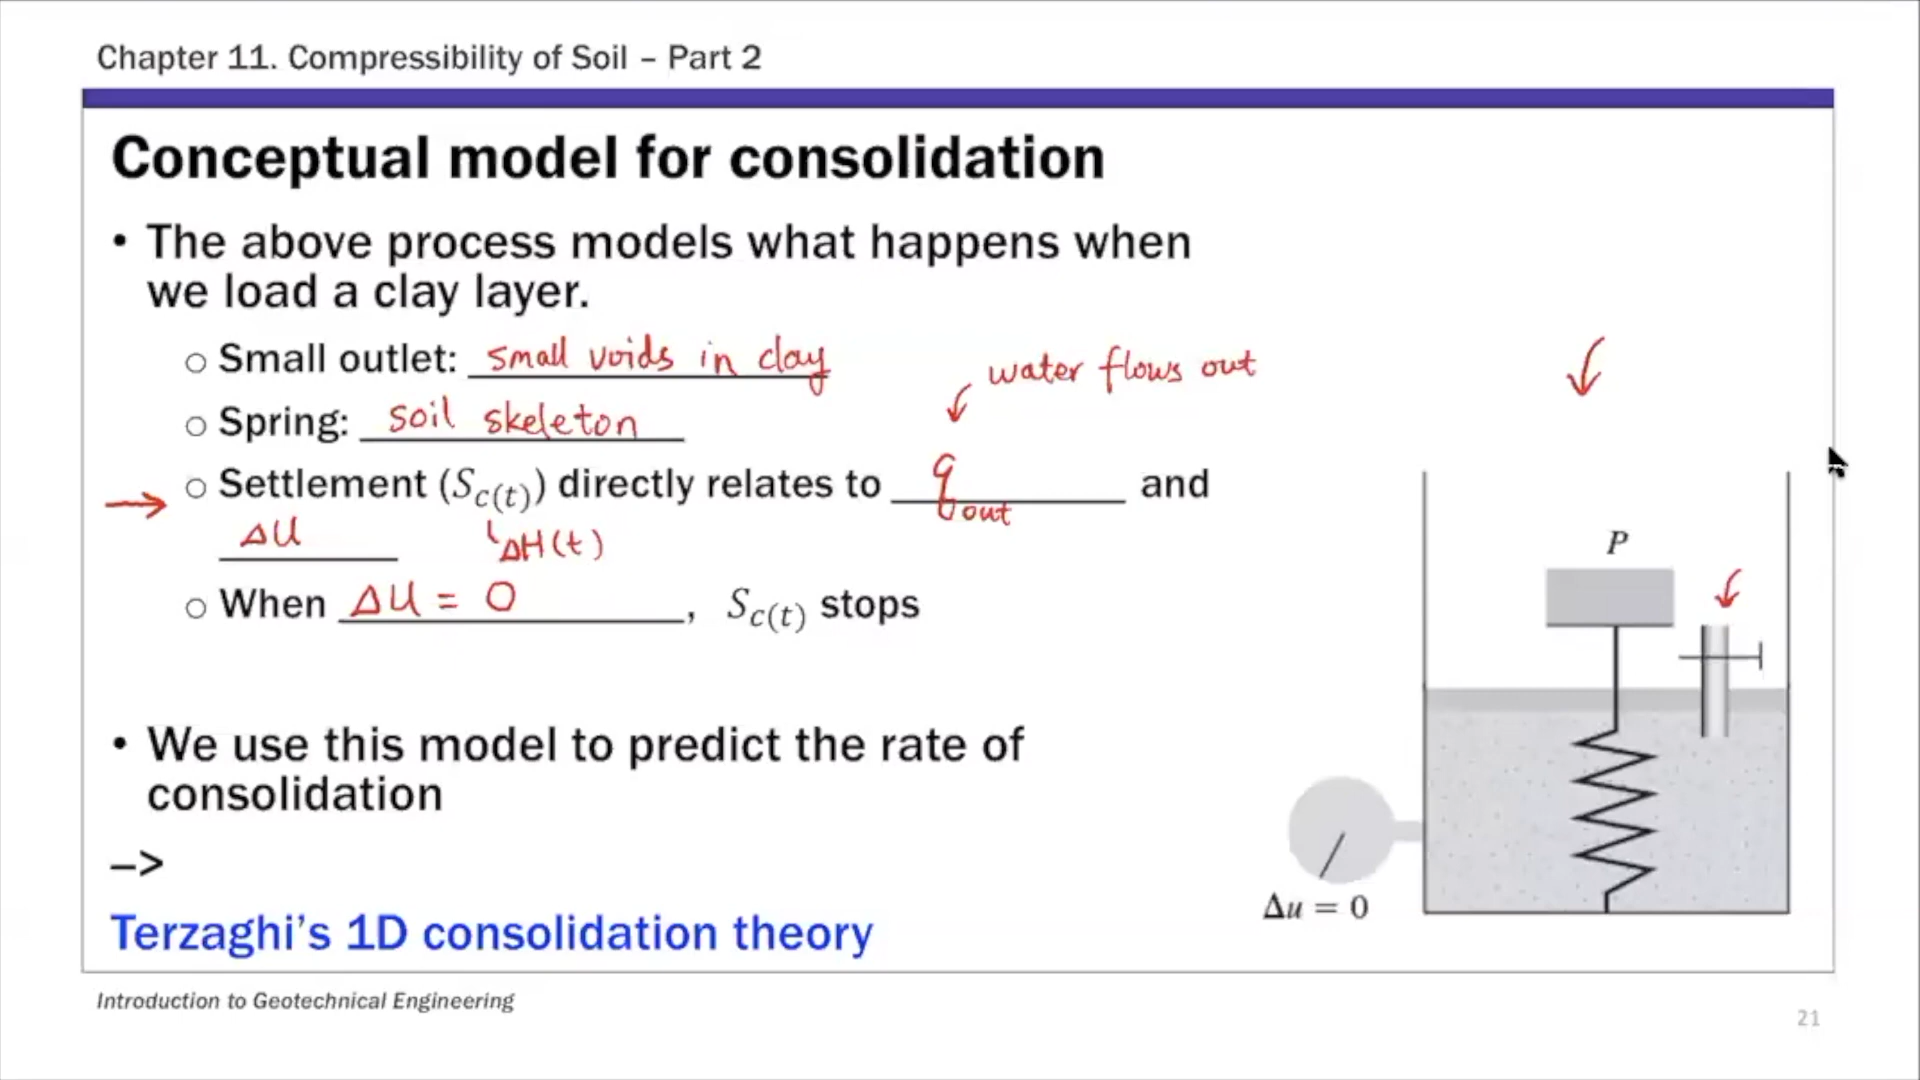 Chapter 11. Compressibility of Soil – Part 2
Conceptual model for consolidation
• The above process models what happens when
we load a clay layer.
○ Small outlet: small voids in clay
water flows out
○ Spring: soil skeleton
→ ○ Settlement (S_c(t)) directly relates to q_out and
ΔU ΔH(t)
○ When ΔU = 0, S_c(t) stops
• We use this model to predict the rate of
consolidation
–>
Terzaghi’s 1D consolidation theory
P
Δu = 0
Introduction to Geotechnical Engineering
21